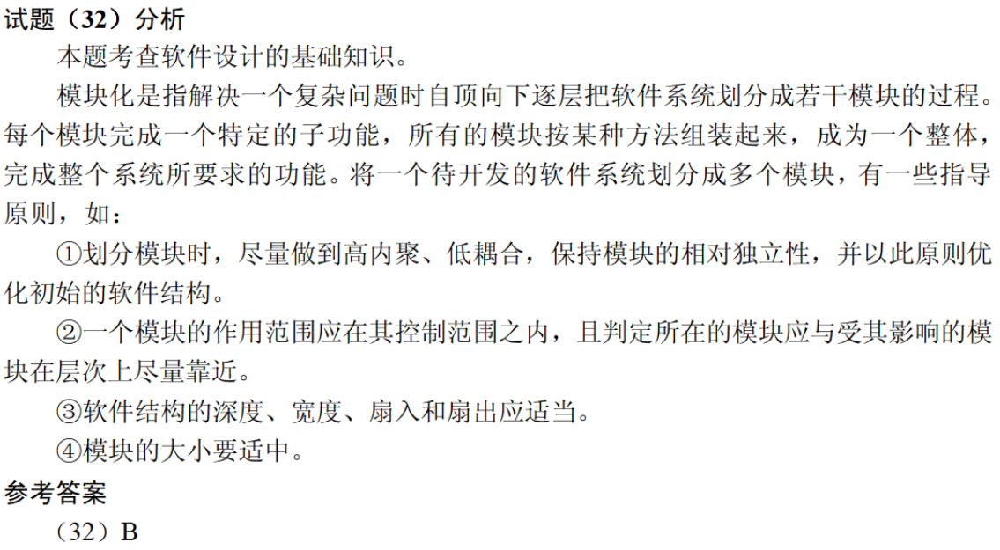 试题（32）分析
本题考查软件设计的基础知识。
模块化是指解决一个复杂问题时自顶向下逐层把软件系统划分成若干模块的过程。
每个模块完成一个特定的子功能，所有的模块按某种方法组装起来，成为一个整体，
完成整个系统所要求的功能。将一个待开发的软件系统划分成多个模块，有一些指导
原则，如：
①划分模块时，尽量做到高内聚、低耦合，保持模块的相对独立性，并以此原则优
化初始的软件结构。
②一个模块的作用范围应在其控制范围之内，且判定所在的模块应与受其影响的模
块在层次上尽量靠近。
③软件结构的深度、宽度、扇入和扇出应适当。
④模块的大小要适中。
参考答案
（32）B